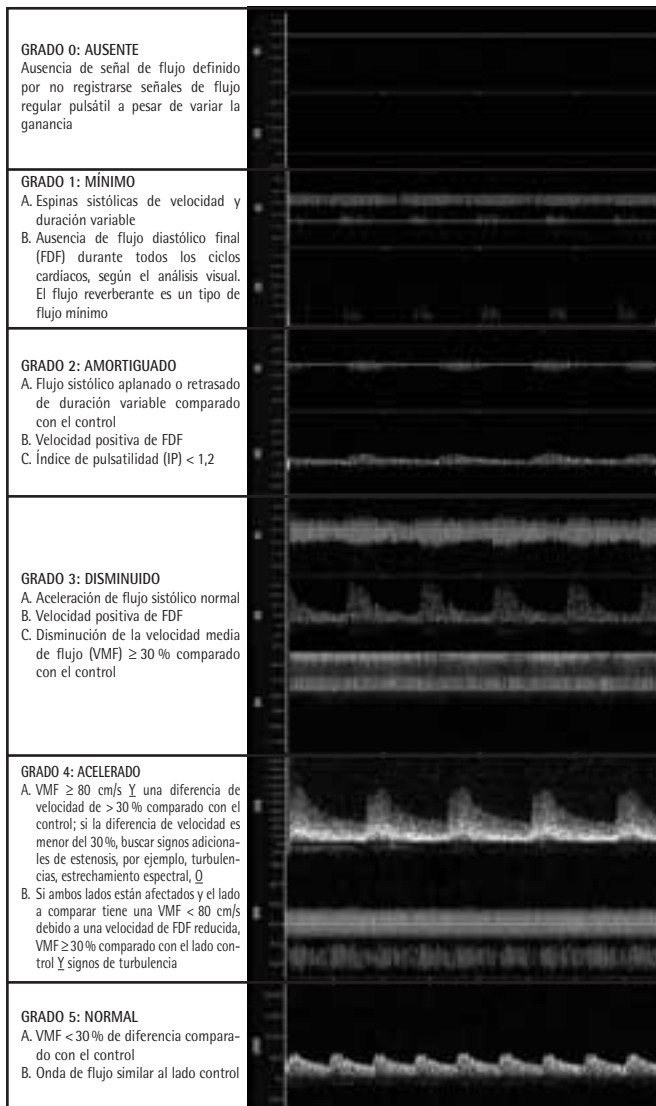 GRADO 0: AUSENTE
Ausencia de señal de flujo definido
por no registrarse señales de flujo
regular pulsátil a pesar de variar la
ganancia
GRADO 1: MÍNIMO
A. Espinas sistólicas de velocidad y
duración variable
B. Ausencia de flujo diastólico final
(FDF) durante todos los ciclos
cardíacos, según el análisis visual.
El flujo reverberante es un tipo de
flujo mínimo
GRADO 2: AMORTIGUADO
A. Flujo sistólico aplanado o retrasado
de duración variable comparado
con el control
B. Velocidad positiva de FDF
C. Índice de pulsatilidad (IP) < 1,2
GRADO 3: DISMINUIDO
A. Aceleración de flujo sistólico normal
B. Velocidad positiva de FDF
C. Disminución de la velocidad media
de flujo (VMF) ≥ 30 % comparado
con el control
GRADO 4: ACELERADO
A. VMF ≥ 80 cm/s Y una diferencia de
velocidad de > 30 % comparado con el
control; si la diferencia de velocidad es
menor del 30 %, buscar signos adiciona-
les de estenosis, por ejemplo, turbulen-
cias, estrechamiento espectral, O
B. Si ambos lados están afectados y el lado
a comparar tiene una VMF < 80 cm/s
debido a una velocidad de FDF reducida,
VMF ≥ 30 % comparado con el lado con-
trol Y signos de turbulencia
GRADO 5: NORMAL
A. VMF < 30 % de diferencia compara-
do con el control
B. Onda de flujo similar al lado control